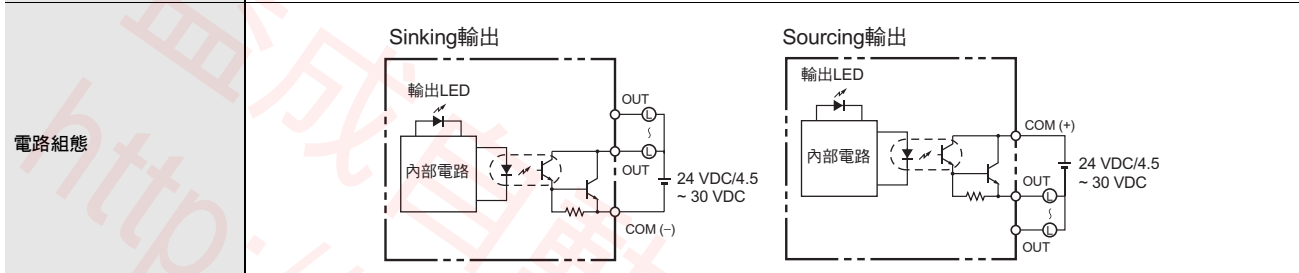 電路組態
Sinking輸出
輸出LED
內部電路
OUT
L
L
OUT
24 VDC/4.5
~ 30 VDC
COM (−)
Sourcing輸出
輸出LED
內部電路
COM (+)
24 VDC/4.5
~ 30 VDC
OUT
L
L
OUT
http:/